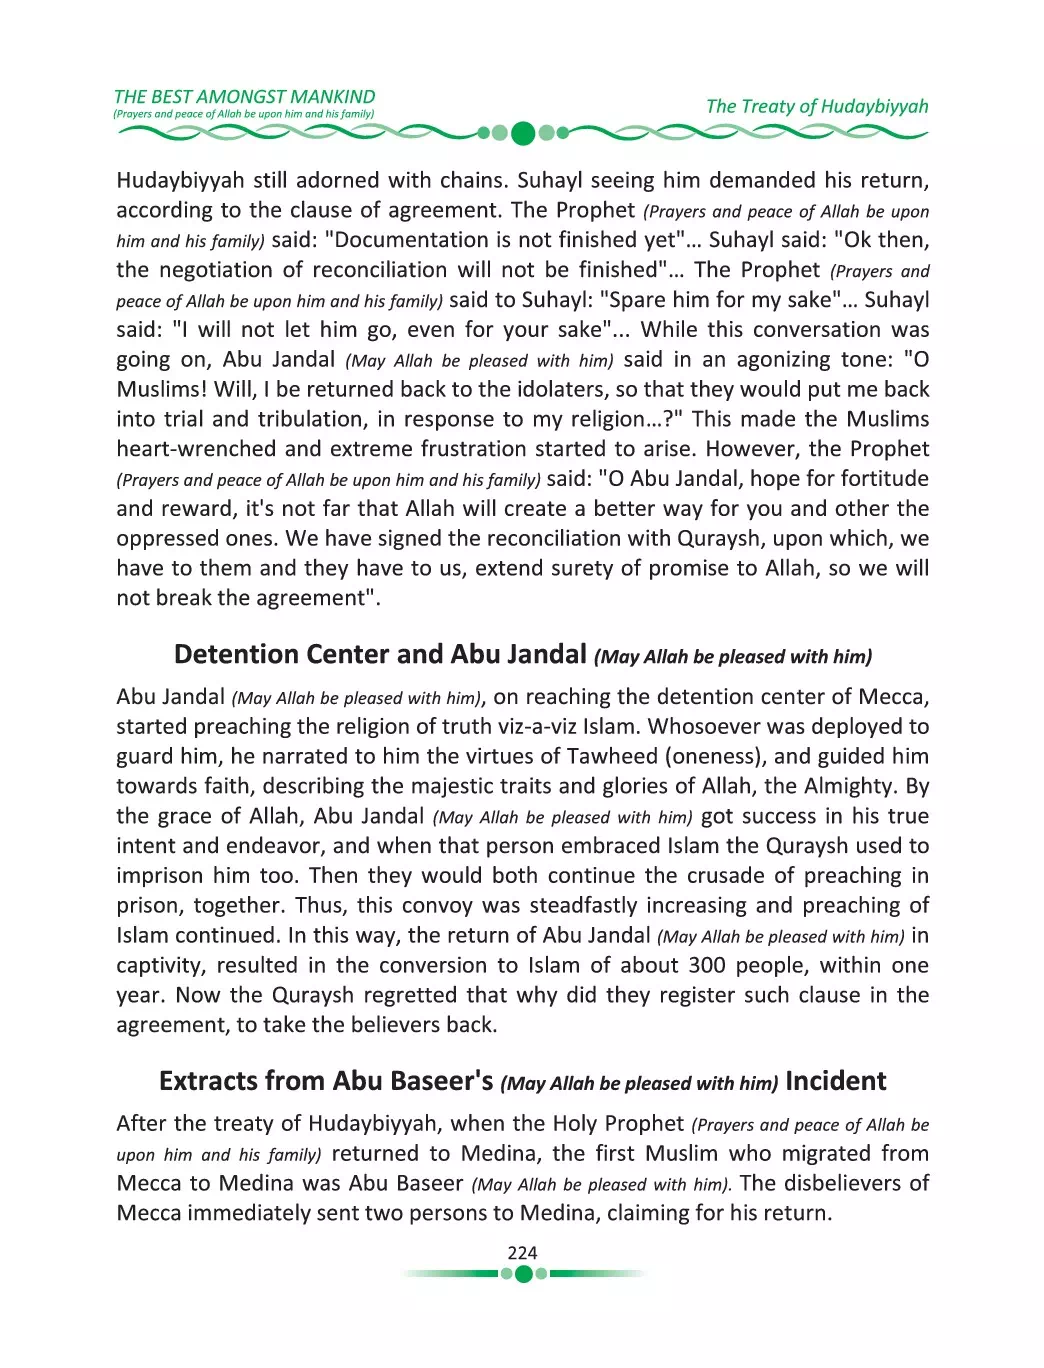 THE BEST AMONGST MANKIND
(Prayers and peace of Allah be upon him and his family)
The Treaty of Hudaybiyyah
Hudaybiyyah still adorned with chains. Suhayl seeing him demanded his return,
according to the clause of agreement. The Prophet (Prayers and peace of Allah be upon
him and his family) said: "Documentation is not finished yet"... Suhayl said: "Ok then,
the negotiation of reconciliation will not be finished"... The Prophet (Prayers and
peace of Allah be upon him and his family) said to Suhayl: "Spare him for my sake"... Suhayl
said: "I will not let him go, even for your sake"... While this conversation was
going on, Abu Jandal (May Allah be pleased with him) said in an agonizing tone: "O
Muslims! Will, I be returned back to the idolaters, so that they would put me back
into trial and tribulation, in response to my religion...?" This made the Muslims
heart-wrenched and extreme frustration started to arise. However, the Prophet
(Prayers and peace of Allah be upon him and his family) said: "O Abu Jandal, hope for fortitude
and reward, it's not far that Allah will create a better way for you and other the
oppressed ones. We have signed the reconciliation with Quraysh, upon which, we
have to them and they have to us, extend surety of promise to Allah, so we will
not break the agreement".
Detention Center and Abu Jandal (May Allah be pleased with him)
Abu Jandal (May Allah be pleased with him), on reaching the detention center of Mecca,
started preaching the religion of truth viz-a-viz Islam. Whosoever was deployed to
guard him, he narrated to him the virtues of Tawheed (oneness), and guided him
towards faith, describing the majestic traits and glories of Allah, the Almighty. By
the grace of Allah, Abu Jandal (May Allah be pleased with him) got success in his true
intent and endeavor, and when that person embraced Islam the Quraysh used to
imprison him too. Then they would both continue the crusade of preaching in
prison, together. Thus, this convoy was steadfastly increasing and preaching of
Islam continued. In this way, the return of Abu Jandal (May Allah be pleased with him) in
captivity, resulted in the conversion to Islam of about 300 people, within one
year. Now the Quraysh regretted that why did they register such clause in the
agreement, to take the believers back.
Extracts from Abu Baseer's (May Allah be pleased with him) Incident
After the treaty of Hudaybiyyah, when the Holy Prophet (Prayers and peace of Allah be
upon him and his family) returned to Medina, the first Muslim who migrated from
Mecca to Medina was Abu Baseer (May Allah be pleased with him). The disbelievers of
Mecca immediately sent two persons to Medina, claiming for his return.
224